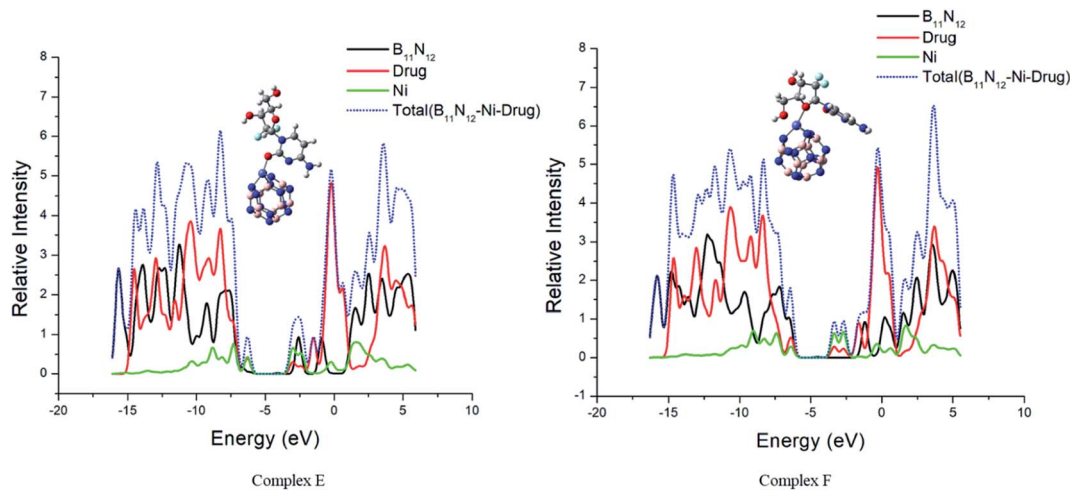 B₁₁N₁₂
Drug
Ni
Total(B₁₁N₁₂-Ni-Drug)
8
7
6
5
4
3
2
1
0
Relative Intensity
-20
-15
-10
-5
0
5
10
Energy (eV)
Complex E
B₁₁N₁₂
Drug
Ni
Total(B₁₁N₁₂-Ni-Drug)
8
7
6
5
4
3
2
1
0
-1
Relative Intensity
-20
-15
-10
-5
0
5
10
Energy (eV)
Complex F